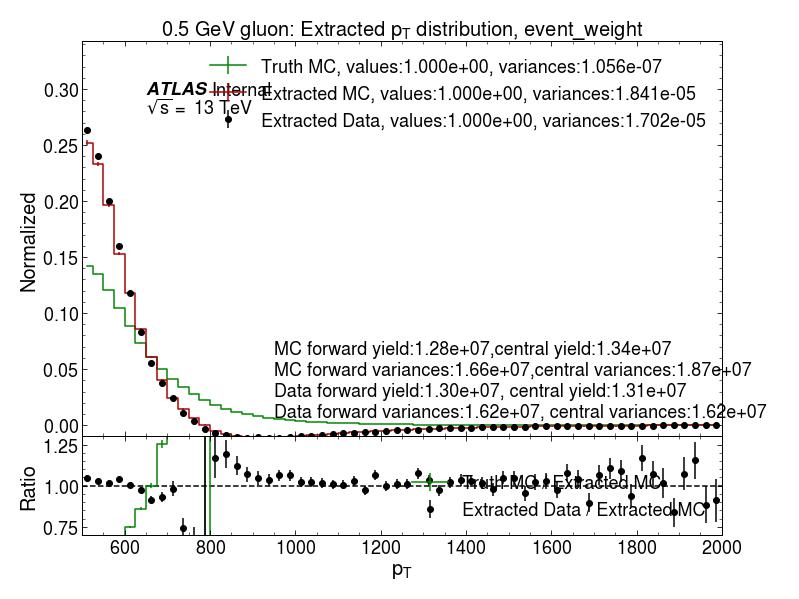 0.5 GeV gluon: Extracted pT distribution, event_weight
Truth MC, values:1.000e+00, variances:1.056e-07
ATLAS Internal
Extracted MC, values:1.000e+00, variances:1.841e-05
√s = 13 TeV
Extracted Data, values:1.000e+00, variances:1.702e-05
0.30
0.25
0.20
0.15
0.10
0.05
0.00
Normalized
MC forward yield:1.28e+07,central yield:1.34e+07
MC forward variances:1.66e+07,central variances:1.87e+07
Data forward yield:1.30e+07, central yield:1.31e+07
Data forward variances:1.62e+07, central variances:1.62e+07
1.25
1.00
0.75
Ratio
Truth MC / Extracted MC
Extracted Data / Extracted MC
600 800 1000 1200 1400 1600 1800 2000
pT